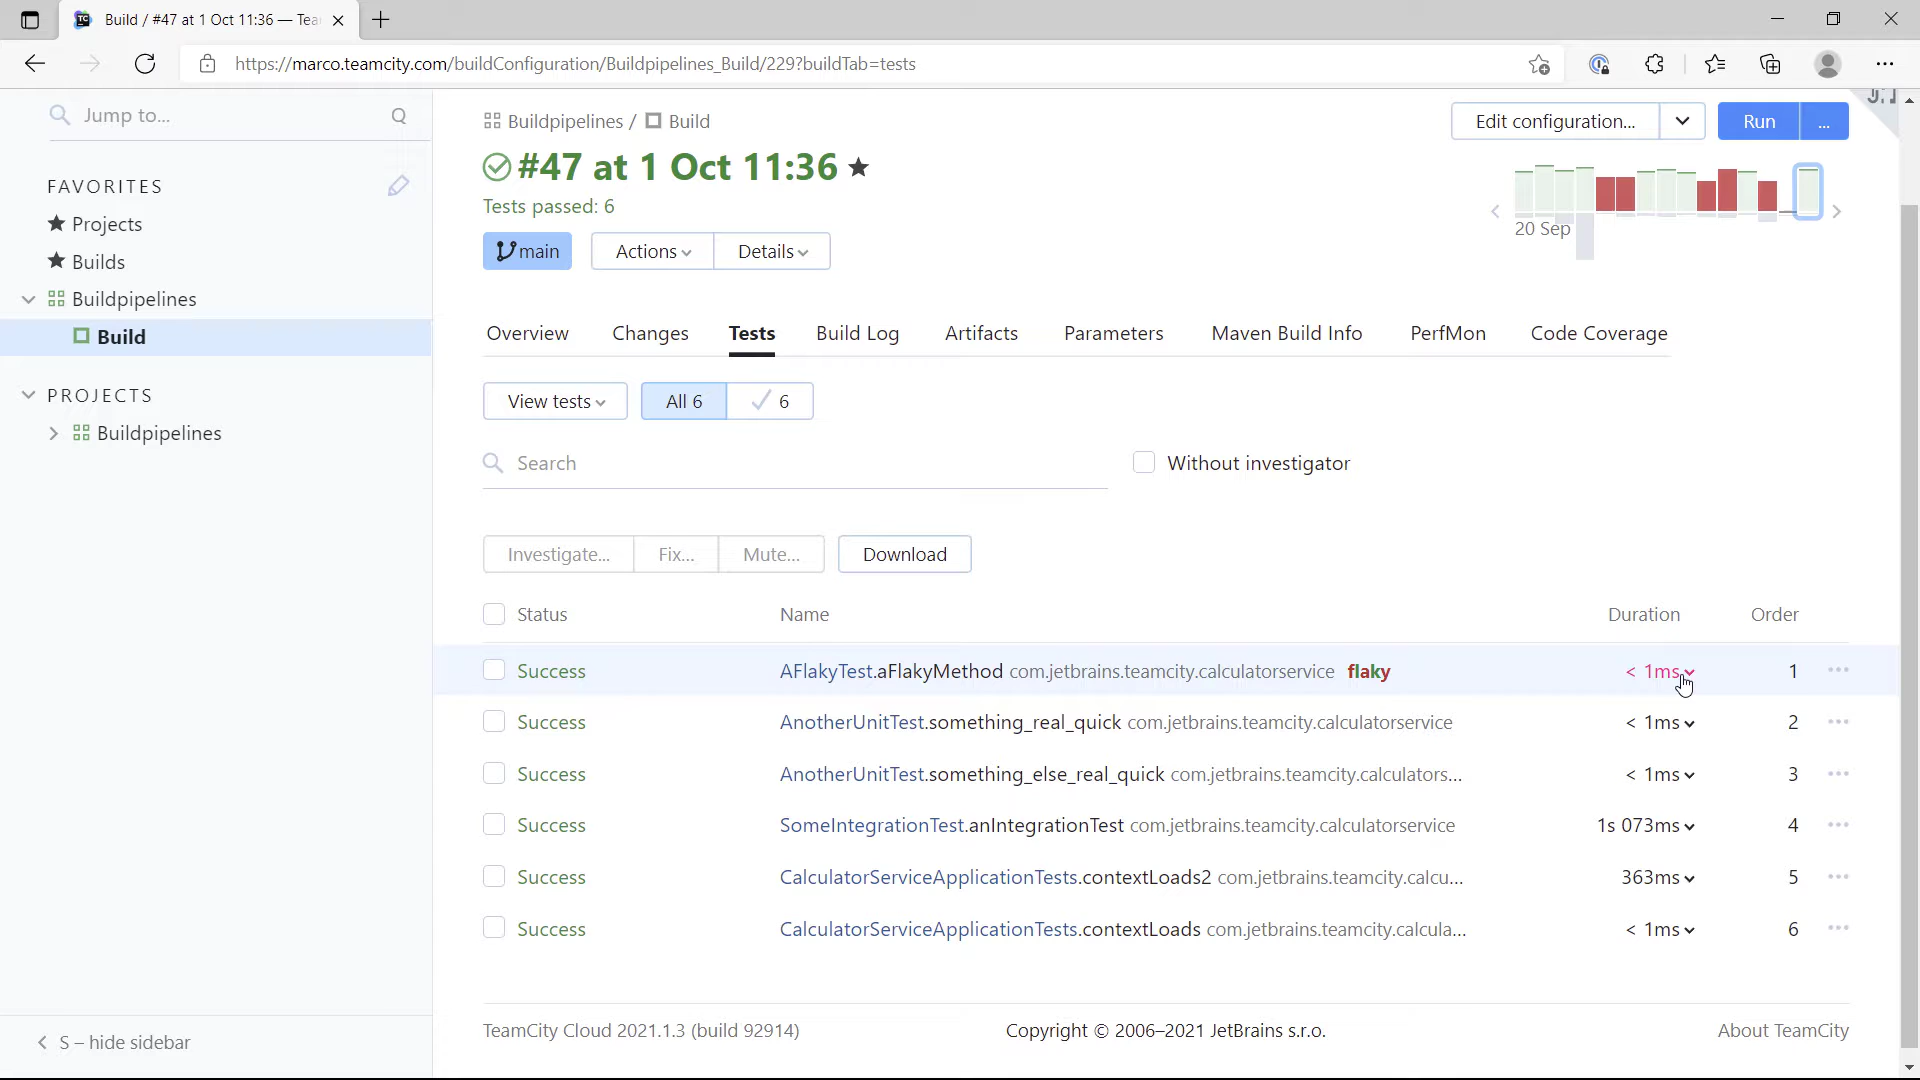 Build / #47 at 1 Oct 11:36 — Tea
https://marco.teamcity.com/buildConfiguration/Buildpipelines_Build/229?buildTab=tests
Jump to...
Q
Buildpipelines / Build
Edit configuration...
Run
...
#47 at 1 Oct 11:36
Tests passed: 6
20 Sep
main
Actions
Details
FAVORITES
Projects
Builds
Buildpipelines
Build
PROJECTS
Buildpipelines
Overview
Changes
Tests
Build Log
Artifacts
Parameters
Maven Build Info
PerfMon
Code Coverage
View tests
All 6
6
Search
Without investigator
Investigate...
Fix...
Mute...
Download
Status Name Duration Order
Success AFlakyTest.aFlakyMethod com.jetbrains.teamcity.calculatorservice flaky < 1ms 1
Success AnotherUnitTest.something_real_quick com.jetbrains.teamcity.calculatorservice < 1ms 2
Success AnotherUnitTest.something_else_real_quick com.jetbrains.teamcity.calculators... < 1ms 3
Success SomeIntegrationTest.anIntegrationTest com.jetbrains.teamcity.calculatorservice 1s 073ms 4
Success CalculatorServiceApplicationTests.contextLoads2 com.jetbrains.teamcity.calcu... 363ms 5
Success CalculatorServiceApplicationTests.contextLoads com.jetbrains.teamcity.calcula... < 1ms 6
TeamCity Cloud 2021.1.3 (build 92914)
Copyright © 2006–2021 JetBrains s.r.o.
About TeamCity
S – hide sidebar